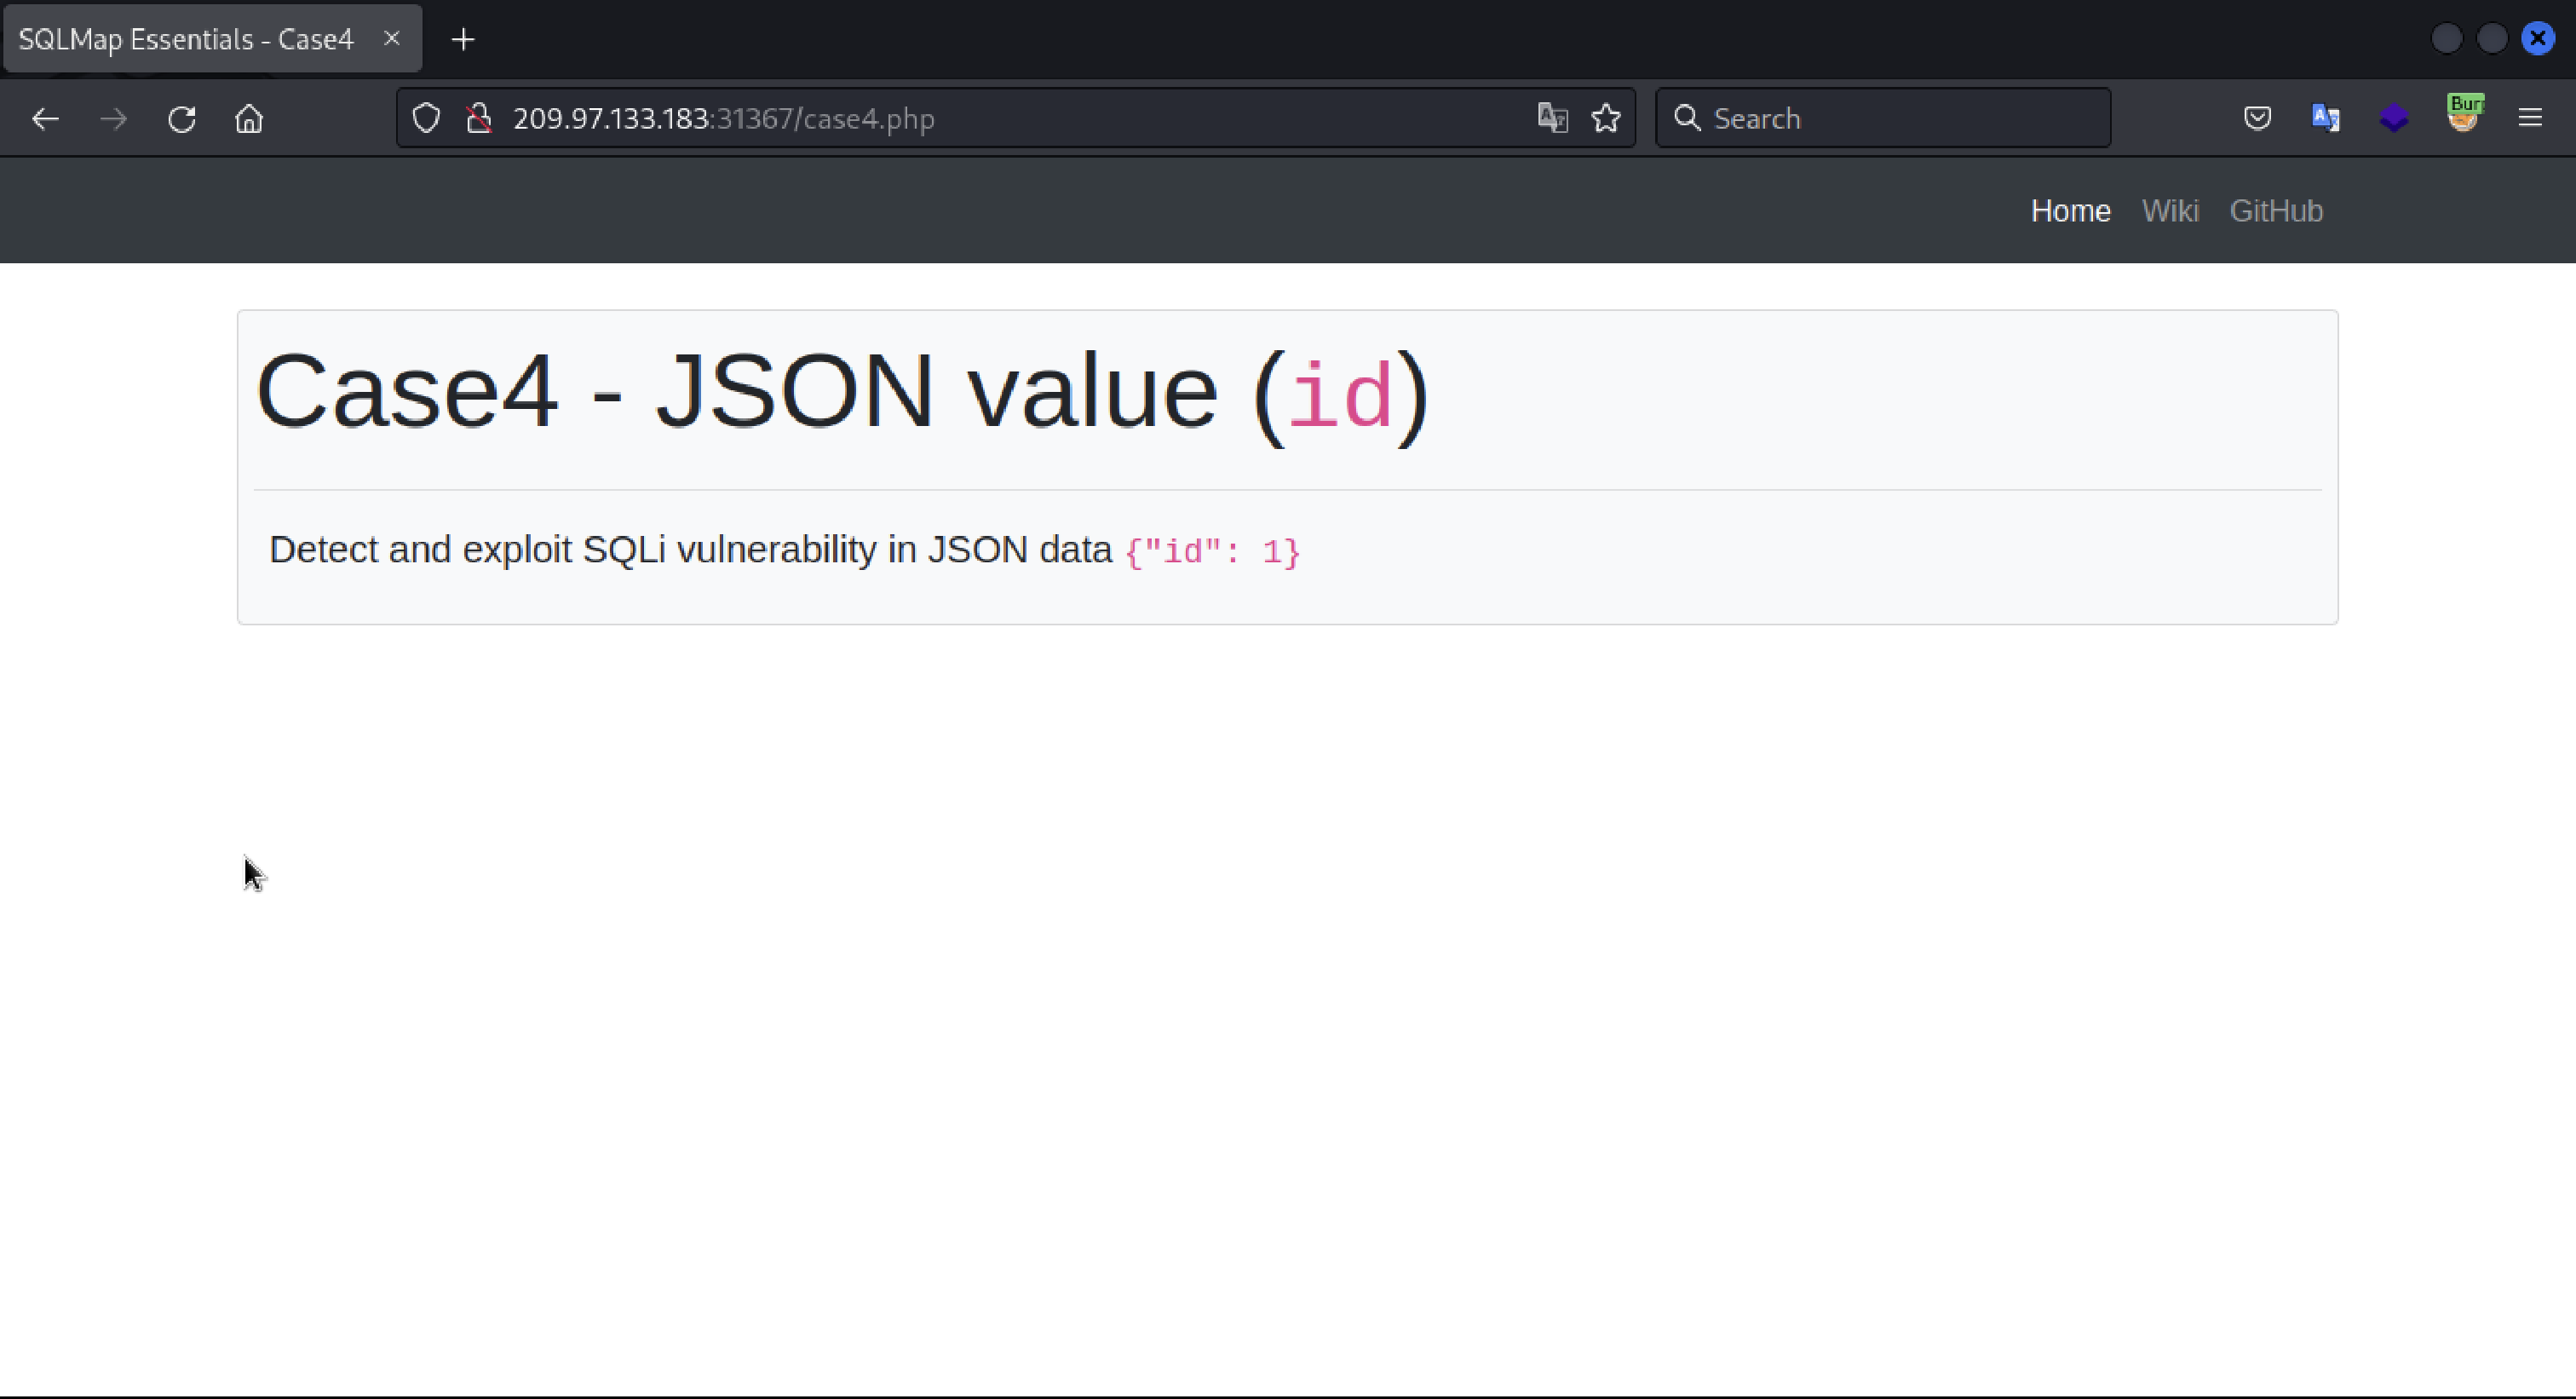 SQLMap Essentials - Case4
209.97.133.183:31367/case4.php
Search
Bur
Home Wiki GitHub
Case4 - JSON value (id)
Detect and exploit SQLi vulnerability in JSON data {"id": 1}